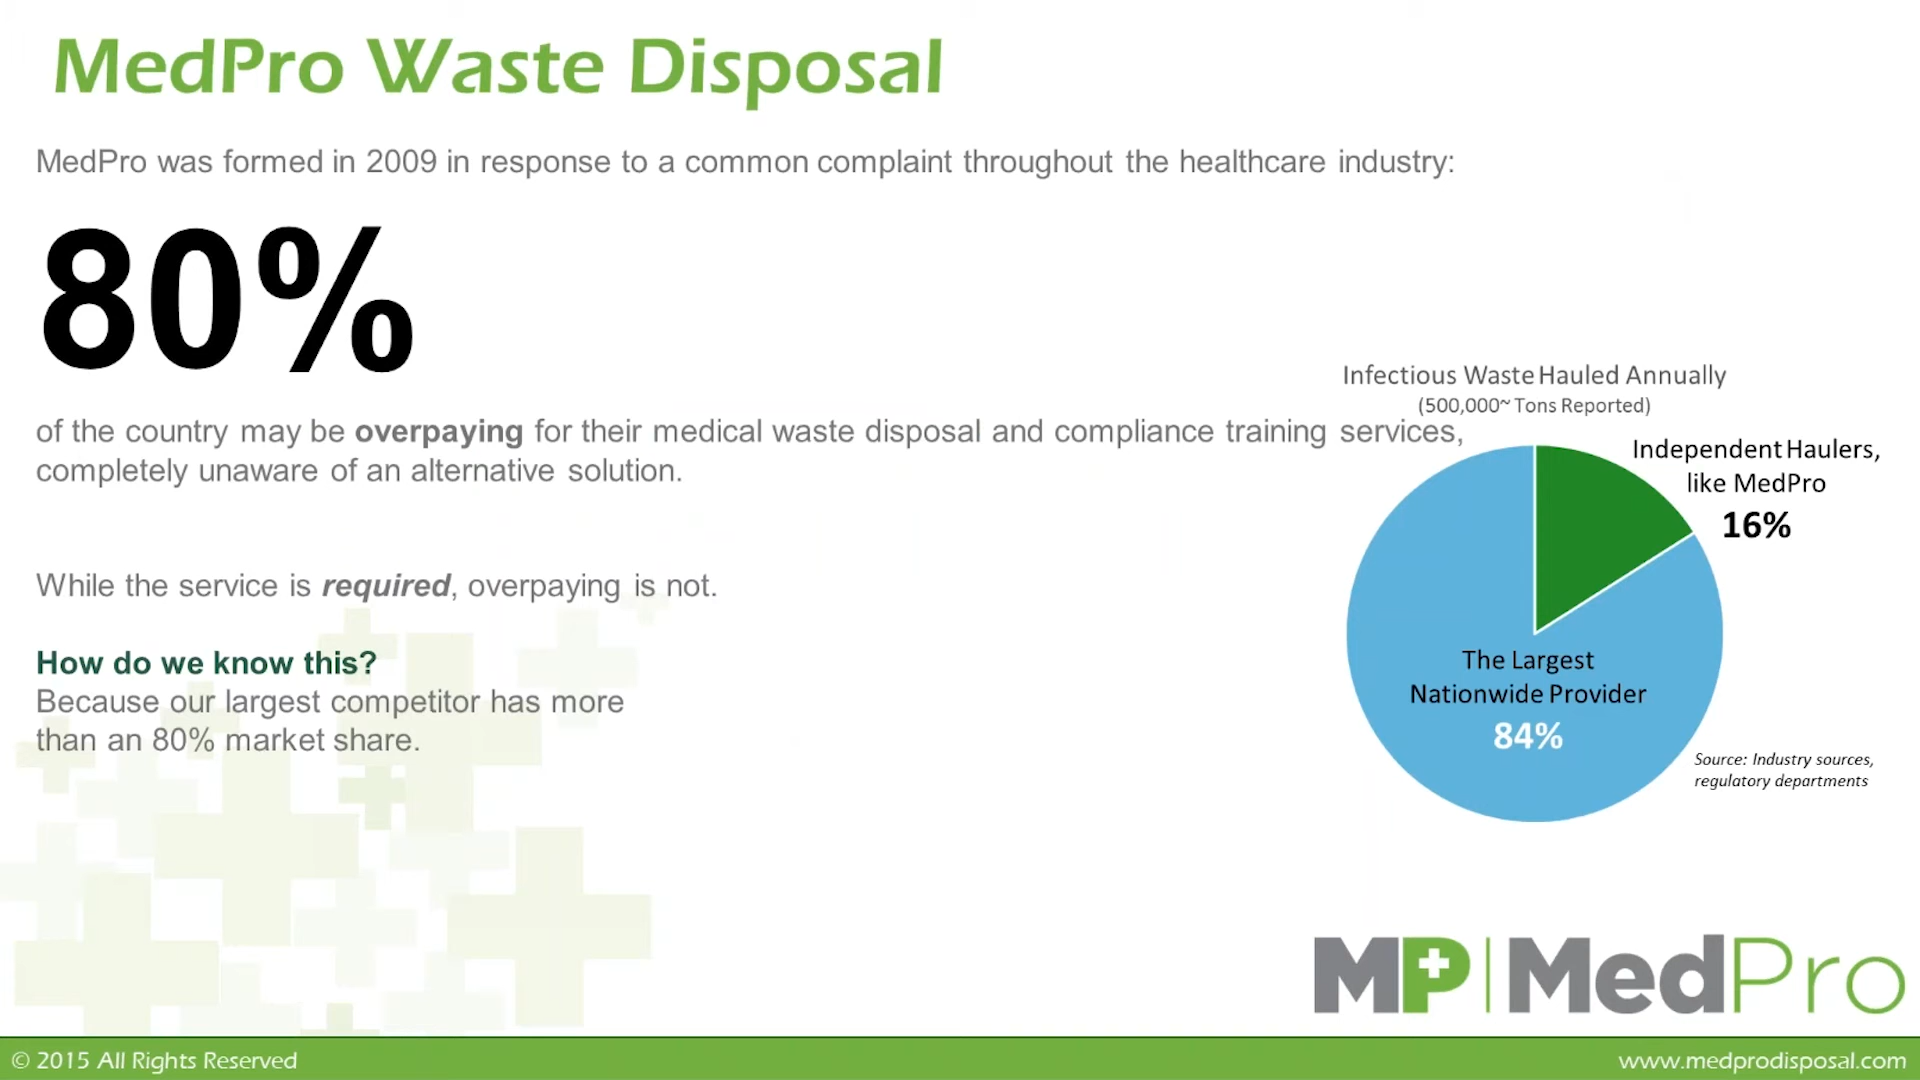 MedPro Waste Disposal
MedPro was formed in 2009 in response to a common complaint throughout the healthcare industry:
80%
of the country may be overpaying for their medical waste disposal and compliance training services,
completely unaware of an alternative solution.
While the service is required, overpaying is not.
How do we know this?
Because our largest competitor has more
than an 80% market share.
Infectious Waste Hauled Annually
(500,000~ Tons Reported)
Independent Haulers,
like MedPro
16%
The Largest
Nationwide Provider
84%
Source: Industry sources,
regulatory departments
MP MedPro
© 2015 All Rights Reserved
www.medprodisposal.com